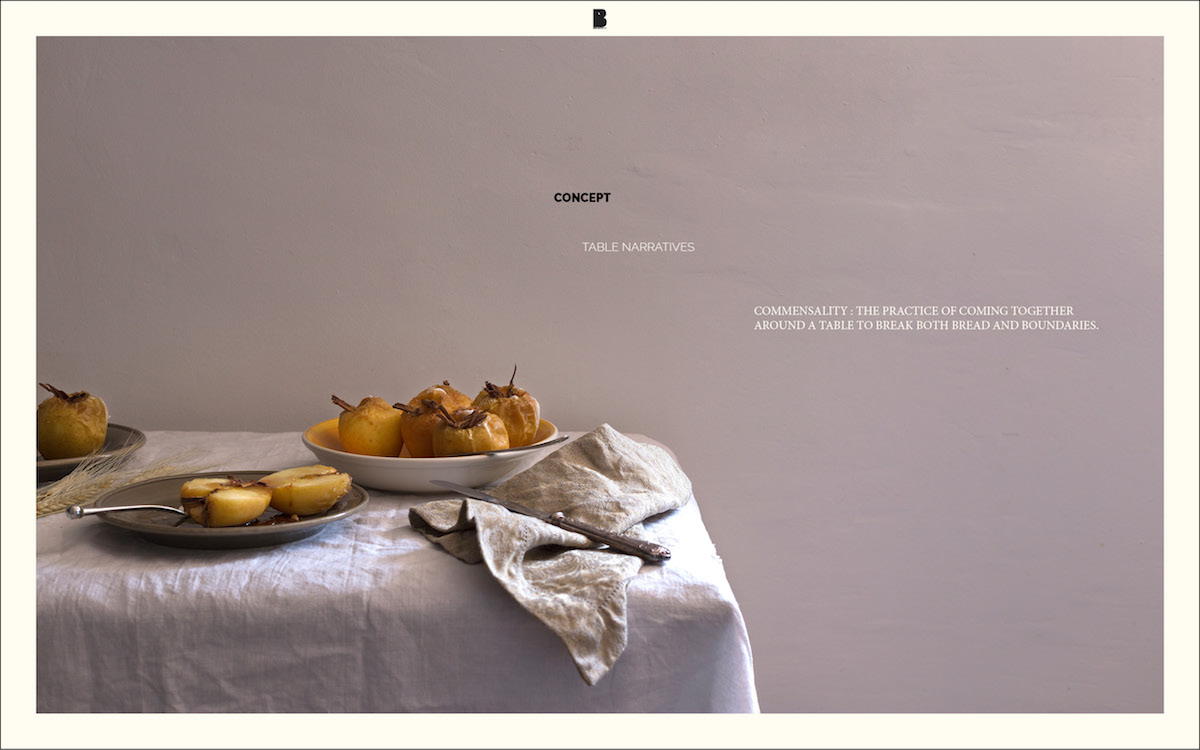 B
CONCEPT
TABLE NARRATIVES
COMMENSALITY : THE PRACTICE OF COMING TOGETHER
AROUND A TABLE TO BREAK BOTH BREAD AND BOUNDARIES.